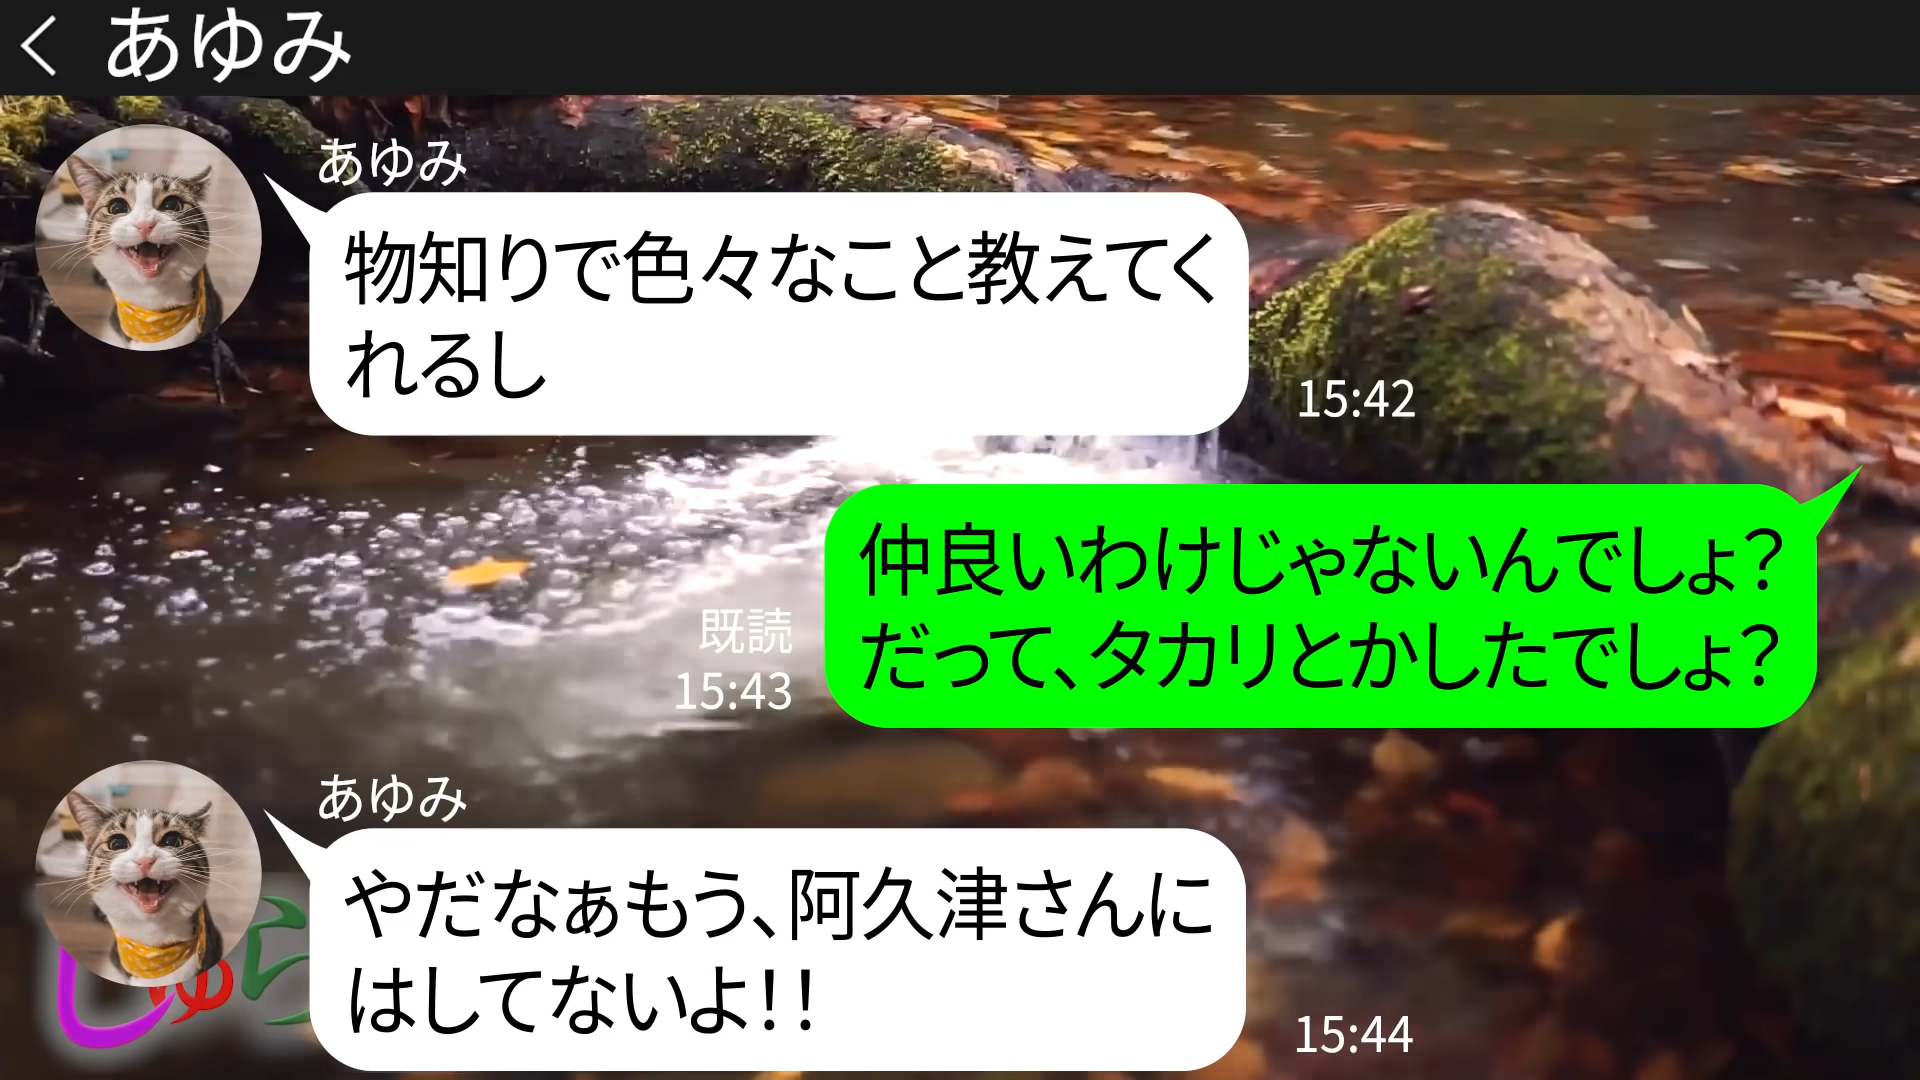 あゆみ
あゆみ
物知りで色々なこと教えてく
れるし
15:42
仲良いわけじゃないんでしょ?
だって、タカリとかしたでしょ?
既読
15:43
あゆみ
やだなぁもう、阿久津さんに
はしてないよ!!
15:44